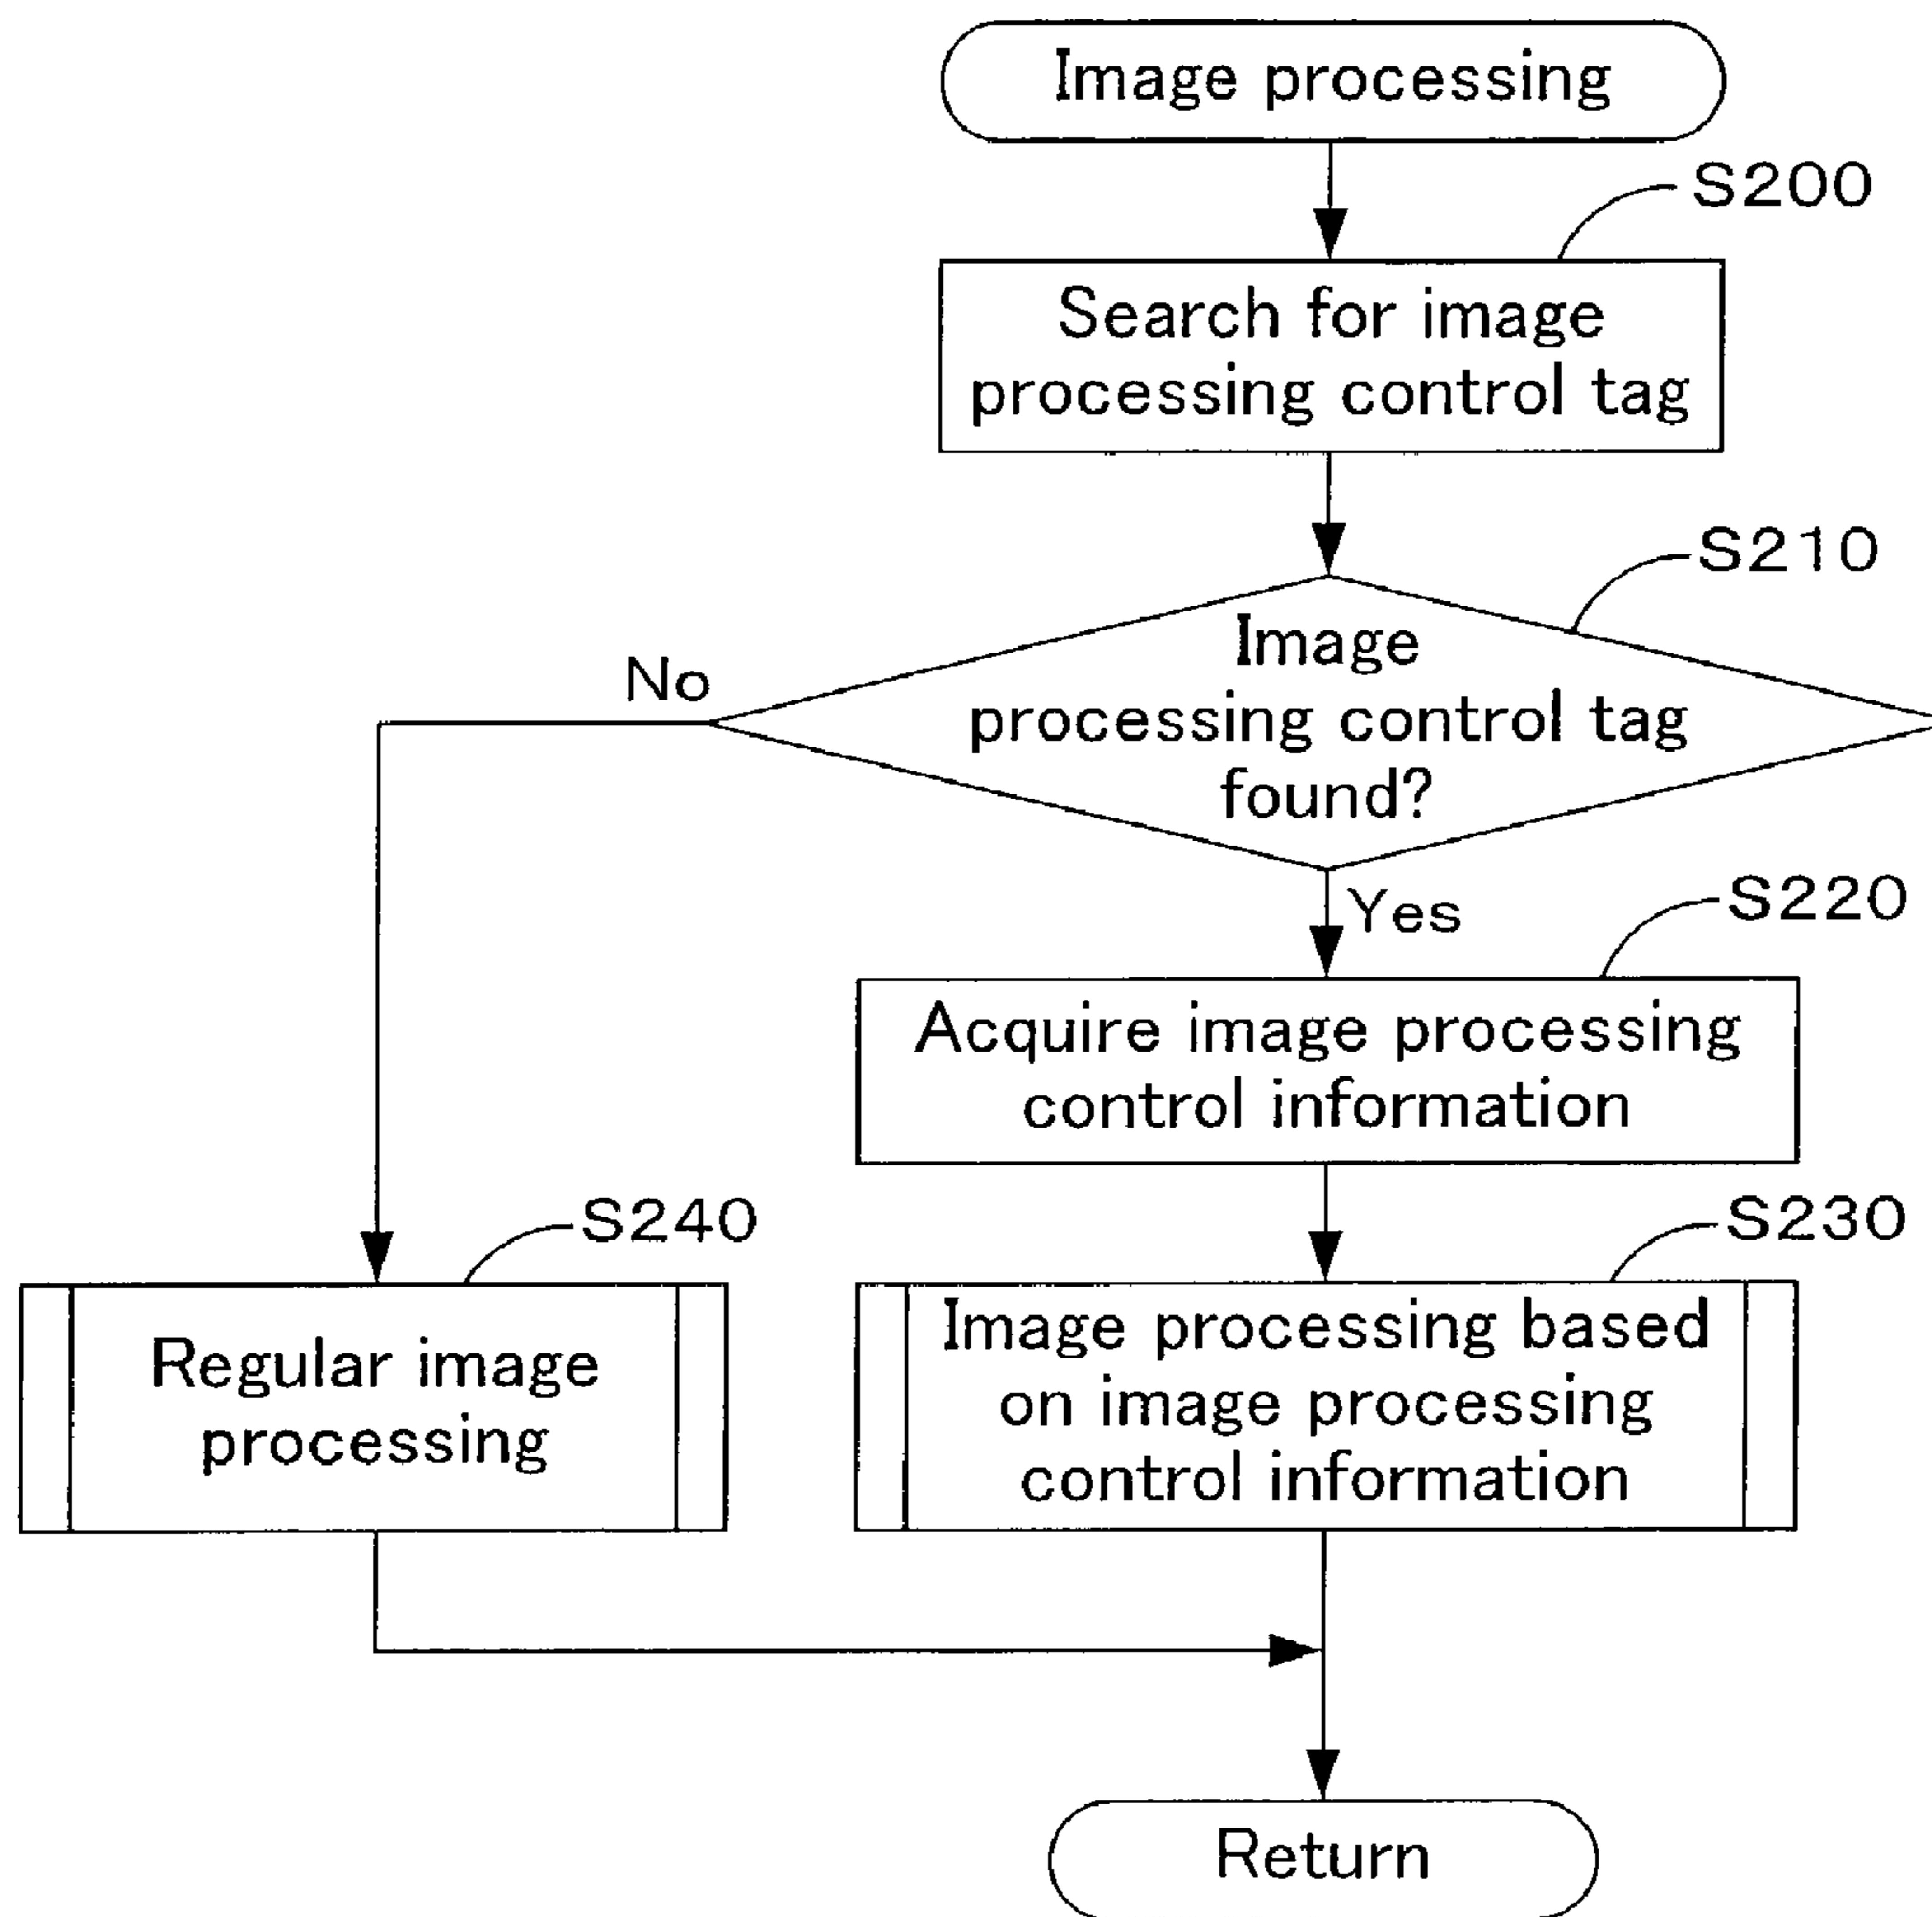 Image processing
S200
Search for image
processing control tag
S210
Image
processing control tag
found?
No
Yes
S220
Acquire image processing
control information
S240
S230
Regular image
processing
Image processing based
on image processing
control information
Return